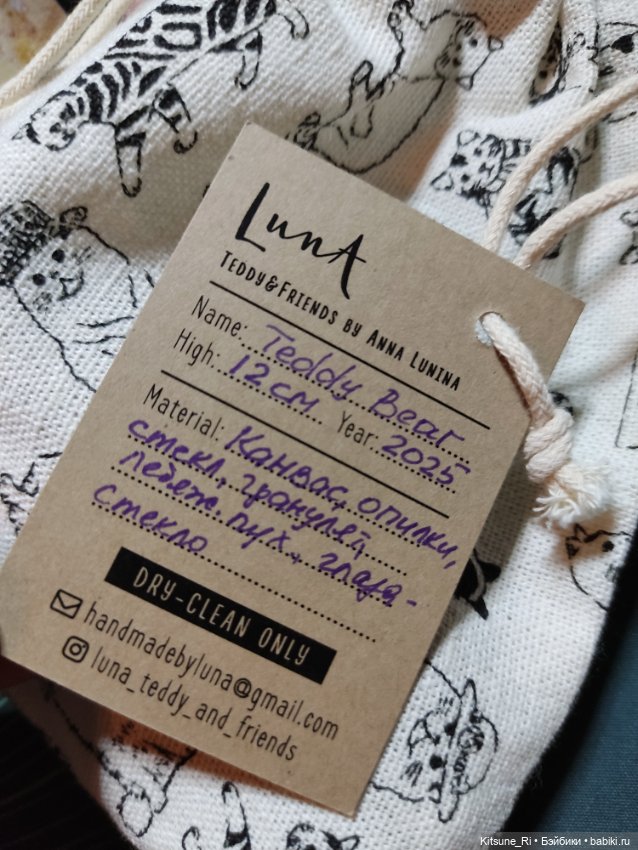 LunA
TEDDY&FRIENDS BY ANNA LUNINA
Name: Teddy Bear
High: 12 см Year: 2025
Material: Канвас, опилки,
стекл. гранулят,
лебяж. пух, глаза-
стекло
DRY-CLEAN ONLY
handmadebyluna@gmail.com
luna_teddy_and_friends
Kitsune_Ri • Бэйбики • babiki.ru